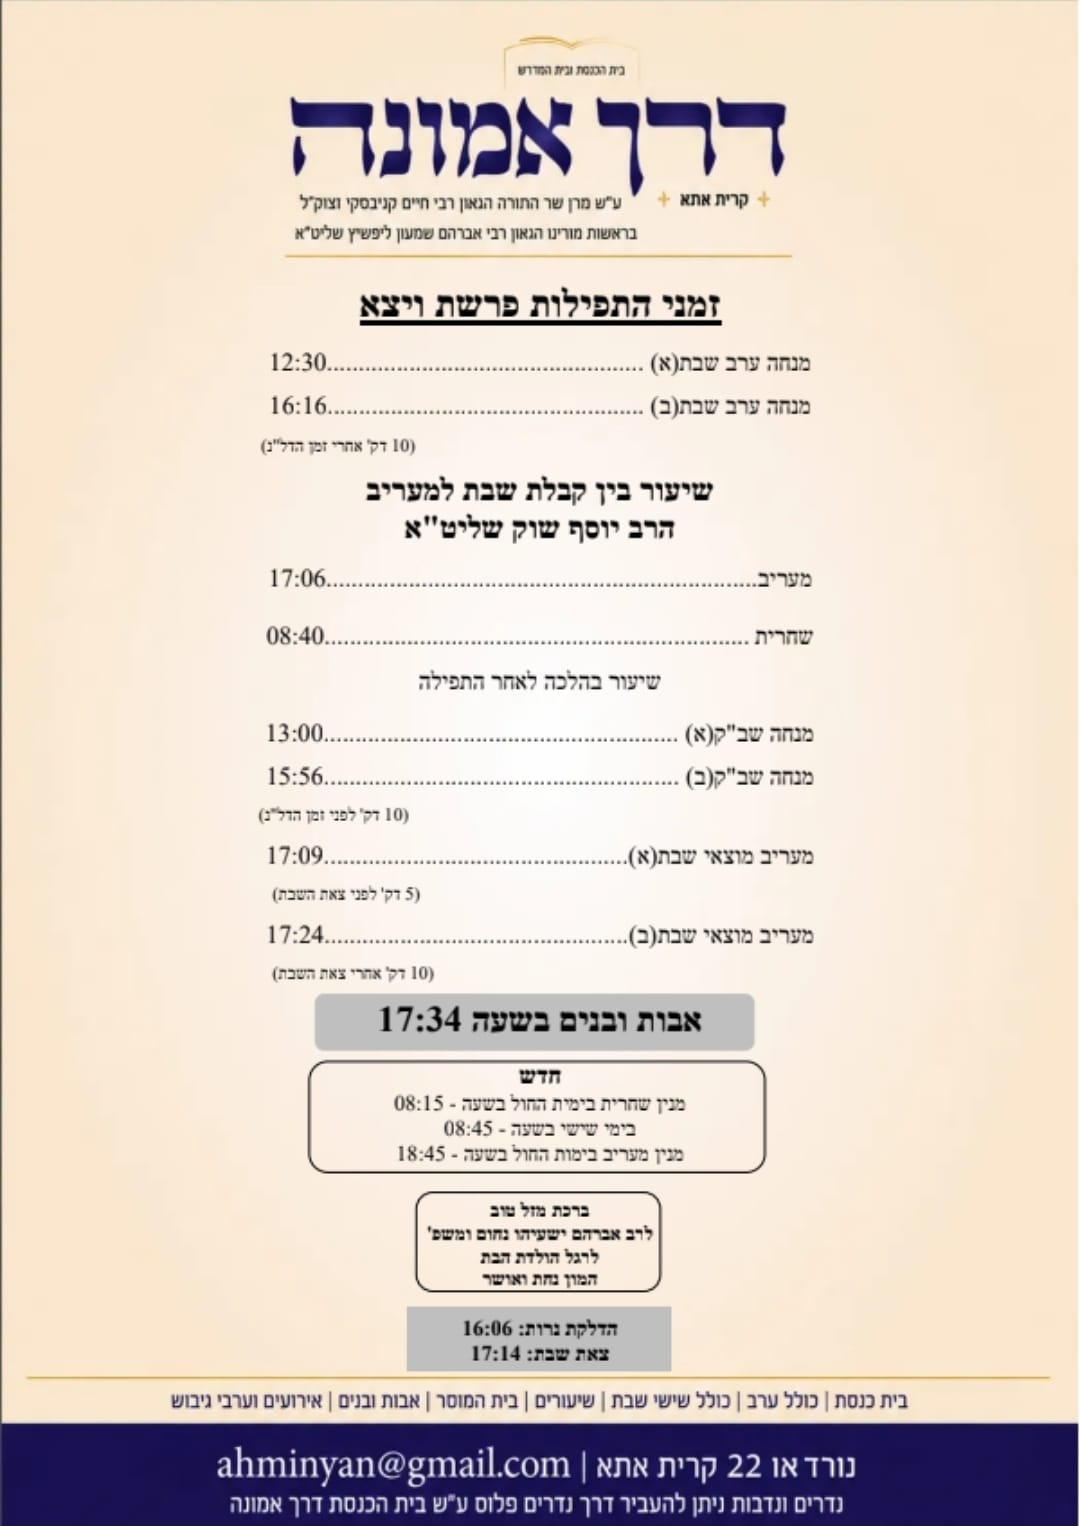 בית הכנסת ובית המדרש
דרך אמונה
קרית אתא
ע"ש מרן שר התורה הגאון רבי חיים קניבסקי זצוק"ל
בראשות מורינו הגאון רבי אברהם שמעון ליפשיץ שליט"א
זמני התפילות פרשת ויצא
מנחה ערב שבת(א) ..................................................12:30
מנחה ערב שבת(ב) ..................................................16:16
(10 דק' אחרי זמן הדל"נ)
שיעור בין קבלת שבת למעריב
הרב יוסף שוק שליט"א
מעריב....................................................................17:06
שחרית ...................................................................08:40
שיעור בהלכה לאחר התפילה
מנחה שב"ק(א) ........................................................13:00
מנחה שב"ק(ב) ........................................................15:56
(10 דק' לפני זמן הדל"נ)
מעריב מוצאי שבת(א)................................................17:09
(5 דק' לפני צאת השבת)
מעריב מוצאי שבת(ב)................................................17:24
(10 דק' אחרי צאת השבת)
אבות ובנים בשעה 17:34
חדש
מנין שחרית בימית החול בשעה - 08:15
בימי שישי בשעה - 08:45
מנין מעריב בימות החול בשעה - 18:45
ברכת מזל טוב
לרב אברהם ישעיהו נחום ומשפ'
לרגל הולדת הבת
המון נחת ואושר
הדלקת נרות: 16:06
צאת שבת: 17:14
בית כנסת | כולל ערב | כולל שישי שבת | שיעורים | בית המוסר | אבות ובנים | אירועים וערבי גיבוש
נורדאו 22 קרית אתא | ahminyan@gmail.com
נדרים ונדבות ניתן להעביר דרך נדרים פלוס ע"ש בית הכנסת דרך אמונה